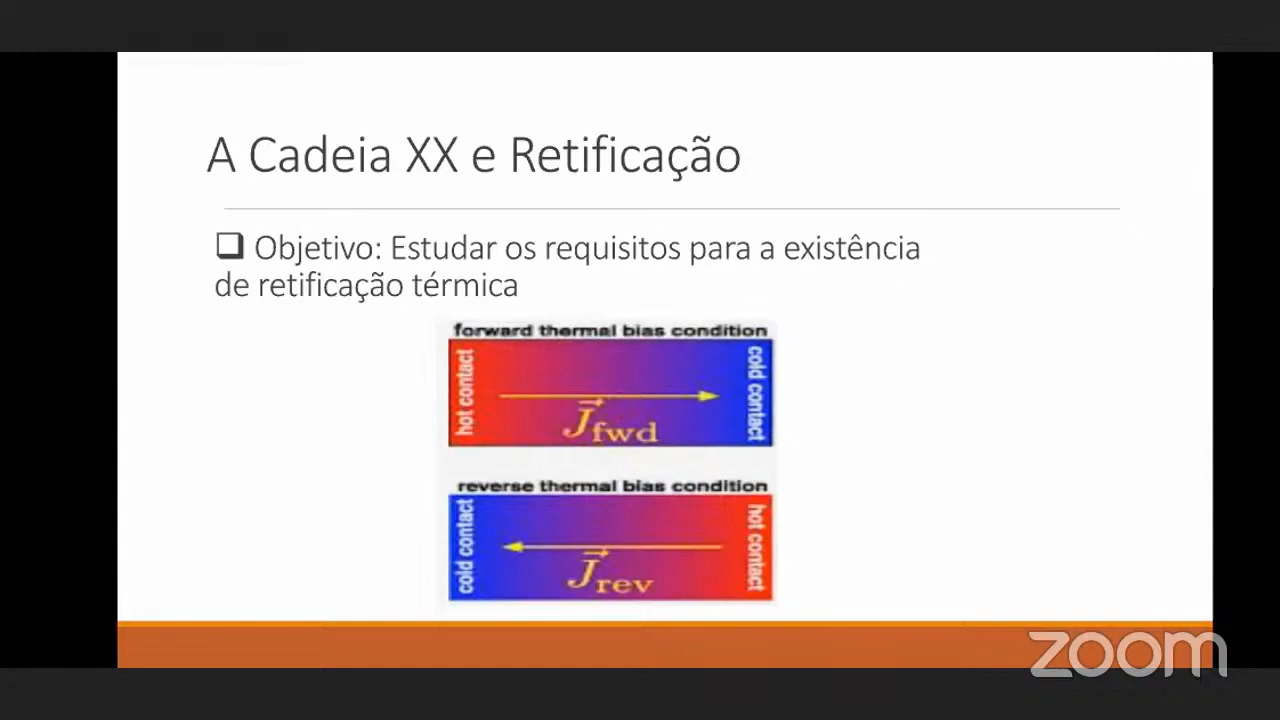 A Cadeia XX e Retificação
❑ Objetivo: Estudar os requisitos para a existência
de retificação térmica
forward thermal bias condition
hot contact
cold contact
J fwd
reverse thermal bias condition
cold contact
hot contact
J rev
zoom